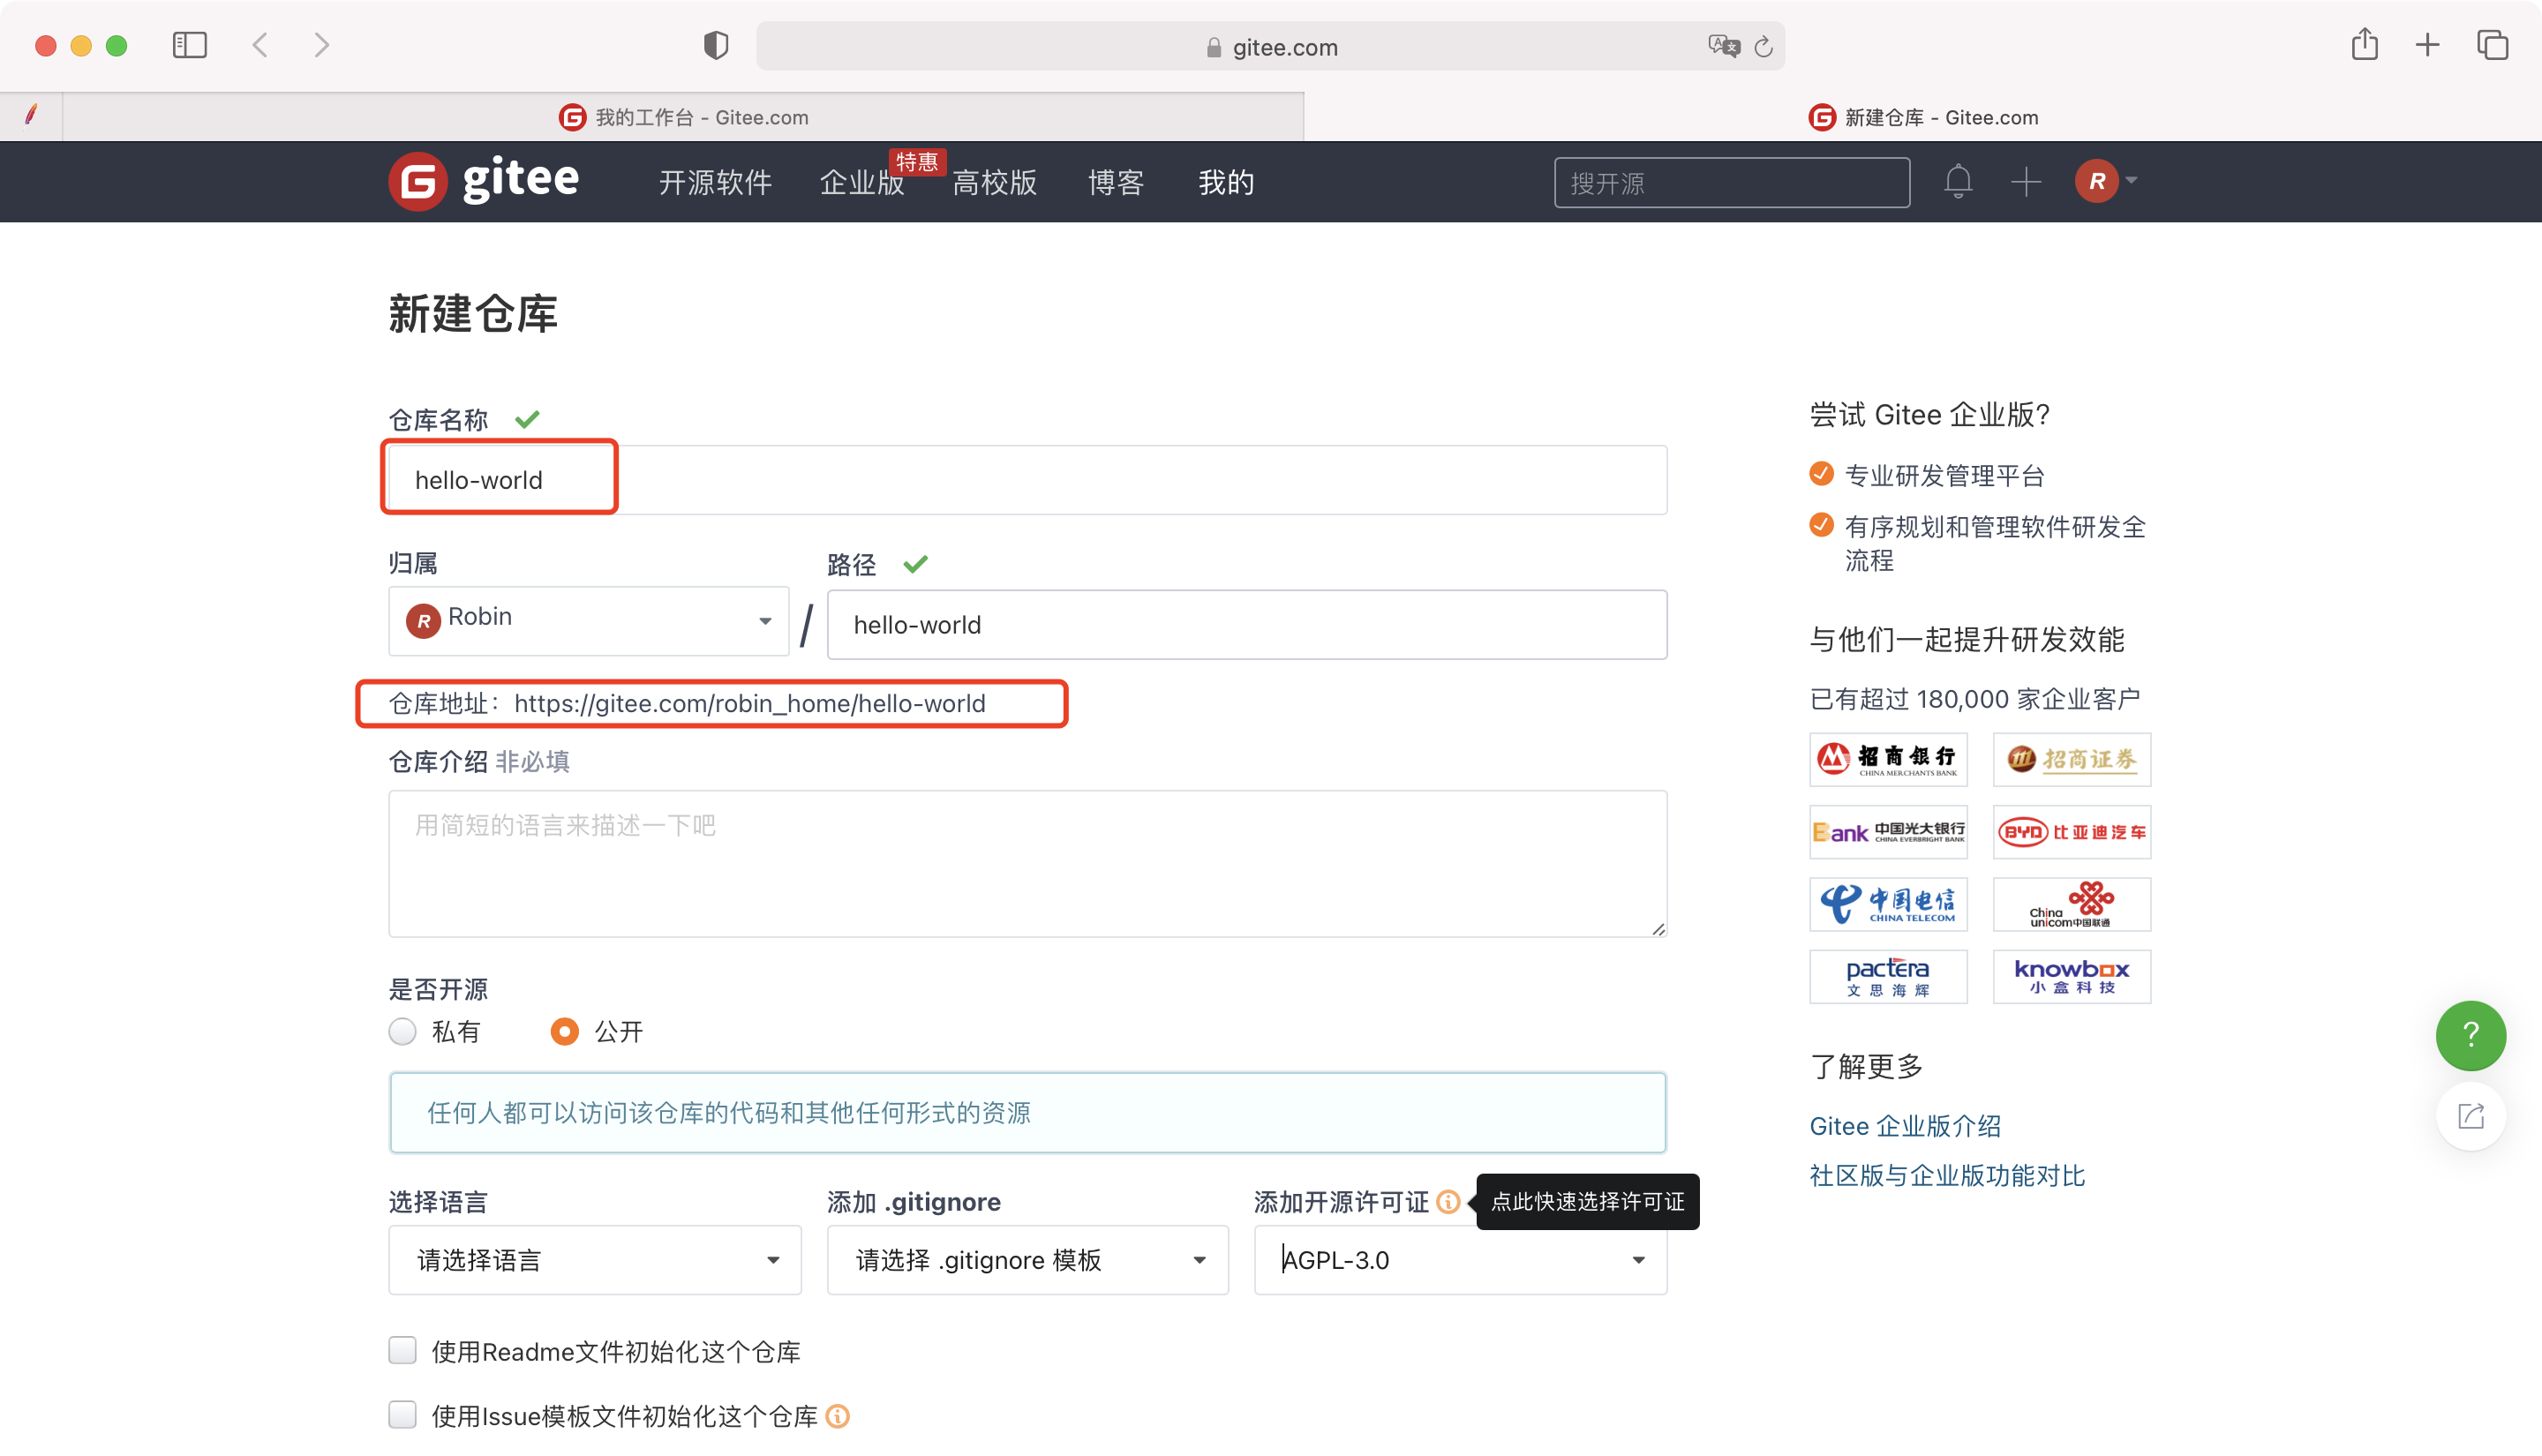 gitee.com
我的工作台 - Gitee.com
新建仓库 - Gitee.com
gitee
开源软件
企业版
特惠
高校版
博客
我的
搜开源
R
新建仓库
仓库名称
hello-world
归属
路径
R Robin
/
hello-world
仓库地址：https://gitee.com/robin_home/hello-world
仓库介绍 非必填
用简短的语言来描述一下吧
是否开源
私有
公开
任何人都可以访问该仓库的代码和其他任何形式的资源
选择语言
添加 .gitignore
添加开源许可证
点此快速选择许可证
请选择语言
请选择 .gitignore 模板
AGPL-3.0
使用Readme文件初始化这个仓库
使用Issue模板文件初始化这个仓库
尝试 Gitee 企业版?
专业研发管理平台
有序规划和管理软件研发全
流程
与他们一起提升研发效能
已有超过 180,000 家企业客户
招商银行
CHINA MERCHANTS BANK
招商证券
Bank 中国光大银行
CHINA EVERBRIGHT BANK
BYD 比亚迪汽车
中国电信
CHINA TELECOM
China
unicom中国联通
pactera
文思海辉
knowbox
小盒科技
了解更多
Gitee 企业版介绍
社区版与企业版功能对比
?